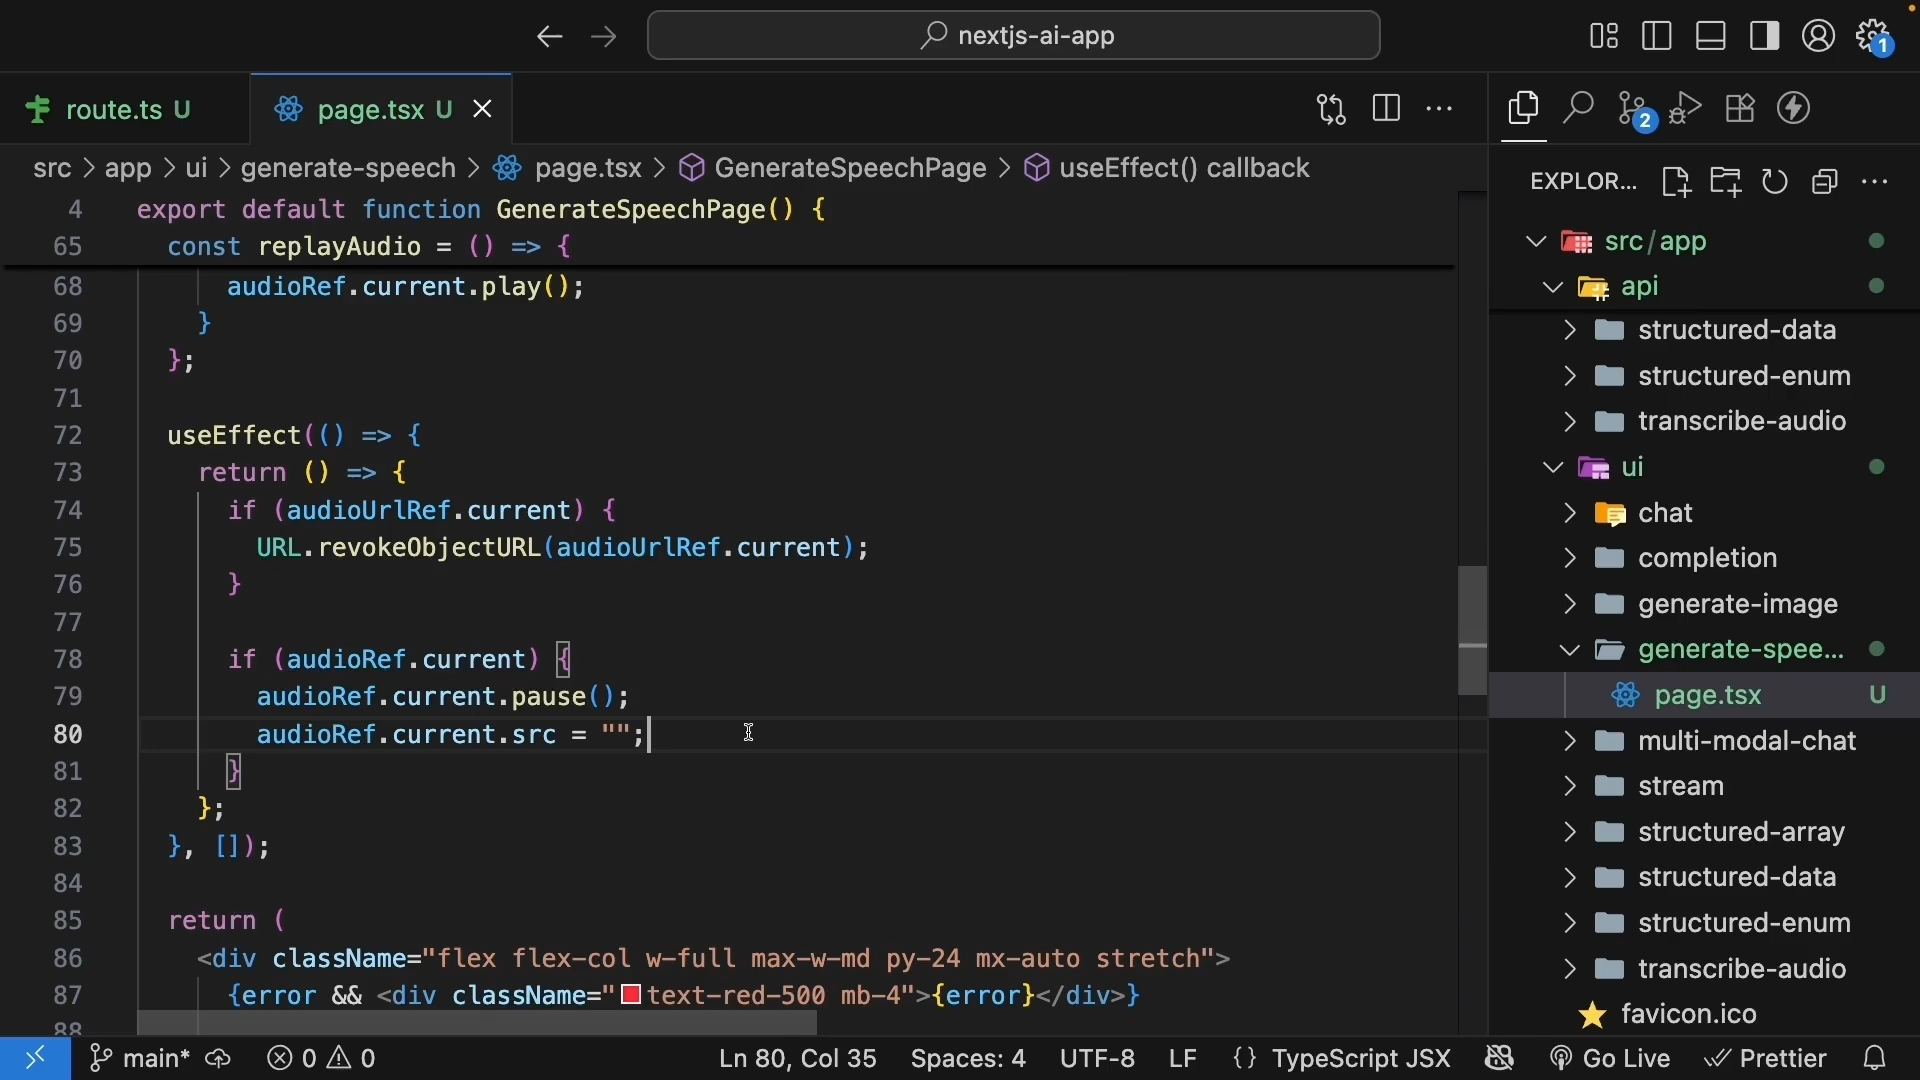 nextjs-ai-app
1
route.ts U
page.tsx U
2
src > app > ui > generate-speech > page.tsx > GenerateSpeechPage > useEffect() callback
EXPLOR...
4 export default function GenerateSpeechPage() {
65 const replayAudio = () => {
68 audioRef.current.play();
69 }
70 };
71
72 useEffect(() => {
73 return () => {
74 if (audioUrlRef.current) {
75 URL.revokeObjectURL(audioUrlRef.current);
76 }
77
78 if (audioRef.current) {
79 audioRef.current.pause();
80 audioRef.current.src = "";
81 }
82 };
83 }, []);
84
85 return (
86 <div className="flex flex-col w-full max-w-md py-24 mx-auto stretch">
87 {error && <div className="text-red-500 mb-4">{error}</div>}
88
src/app
api
structured-data
structured-enum
transcribe-audio
ui
chat
completion
generate-image
generate-spee...
page.tsx U
multi-modal-chat
stream
structured-array
structured-data
structured-enum
transcribe-audio
favicon.ico
main* 0 0 Ln 80, Col 35 Spaces: 4 UTF-8 LF {} TypeScript JSX Go Live Prettier